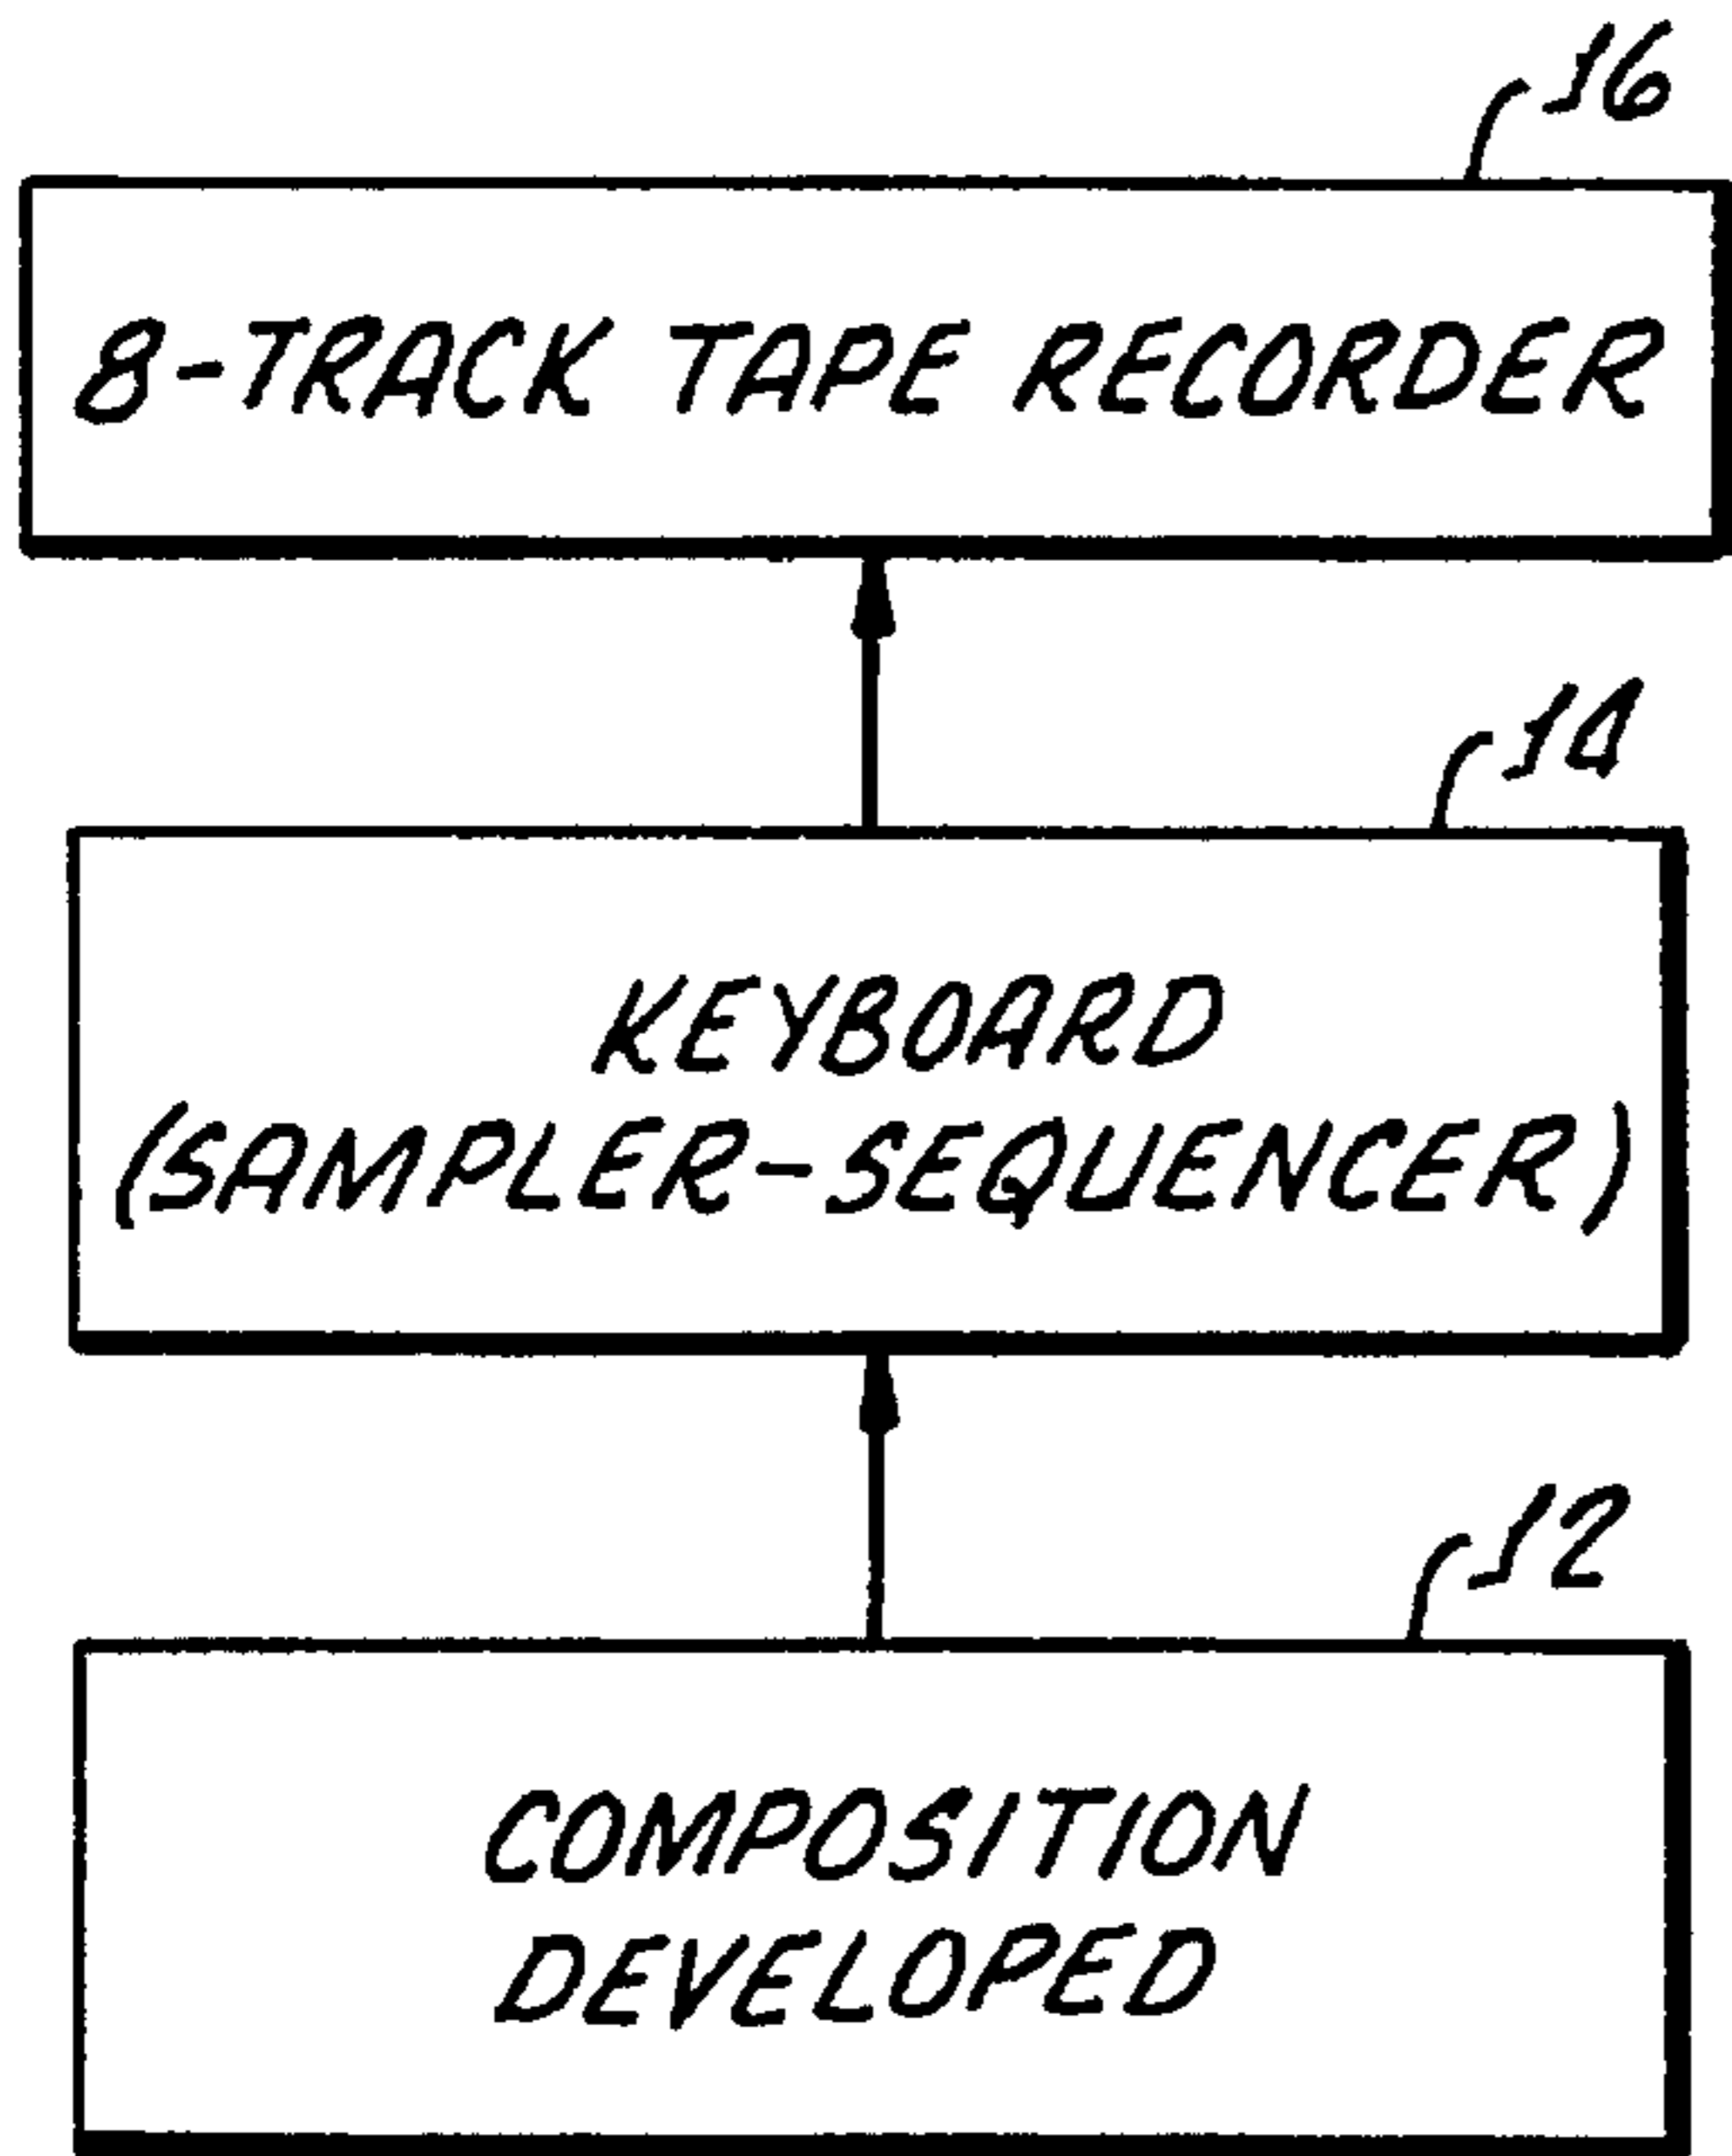 16
8-TRACK TAPE RECORDER
14
KEYBOARD
(SAMPLER-SEQUENCER)
12
COMPOSITION
DEVELOPED